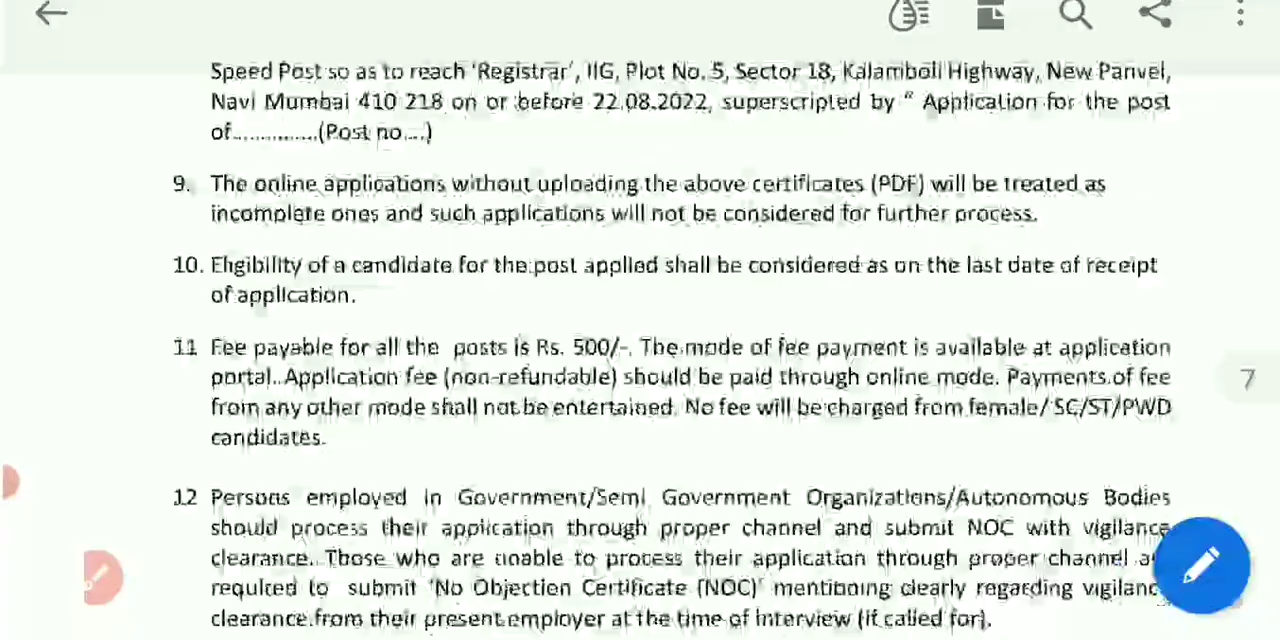 Speed Post so as to reach 'Registrar', IIG, Plot No. 5, Sector 18, Kalamboli Highway, New Panvel,
Navi Mumbai 410 218 on or before 22.08.2022, superscripted by “ Application for the post
of...............(Post no....)
9. The online applications without uploading the above certificates (PDF) will be treated as
incomplete ones and such applications will not be considered for further process.
10. Eligibility of a candidate for the post applied shall be considered as on the last date of receipt
of application.
11 Fee payable for all the posts is Rs. 500/-. The mode of fee payment is available at application
portal. Application fee (non-refundable) should be paid through online mode. Payments of fee
from any other mode shall not be entertained. No fee will be charged from female/ SC/ST/PWD
candidates.
7
12 Persons employed in Government/Semi Government Organizations/Autonomous Bodies
should process their application through proper channel and submit NOC with vigilance
clearance. Those who are unable to process their application through proper channel a
required to submit 'No Objection Certificate (NOC)' mentioning clearly regarding vigilanc
clearance from their present employer at the time of interview (if called for).